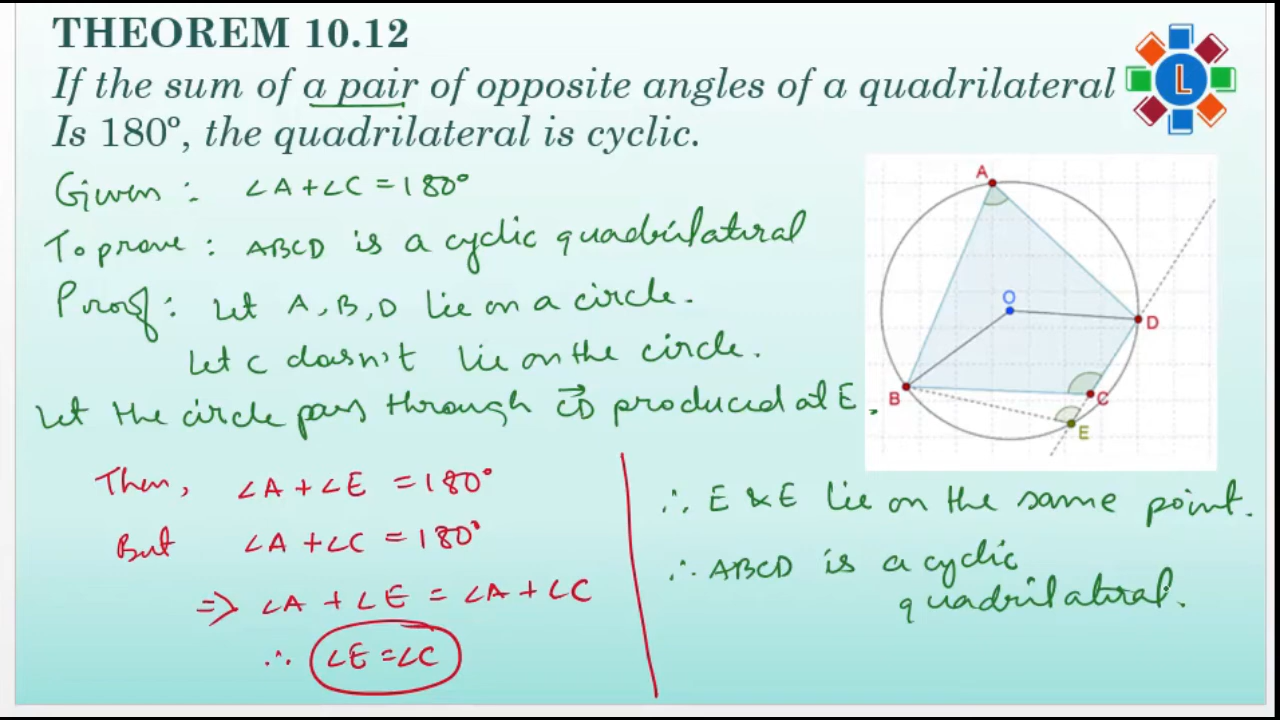 THEOREM 10.12
If the sum of a pair of opposite angles of a quadrilateral
Is 180º, the quadrilateral is cyclic.
L
Given : ∠A+∠C = 180°
To prove : ABCD is a cyclic quadrilateral
Proof : Let A, B, D lie on a circle.
Let C doesn't lie on the circle.
Let the circle pass through C⃗D⃗ produced at E.
Then, ∠A + ∠E = 180°
But ∠A + ∠C = 180°
=> ∠A + ∠E = ∠A + ∠C
∴ ∠E = ∠C
A
O
D
B
C
E
∴ E & E lie on the same point.
∴ ABCD is a cyclic
quadrilateral.